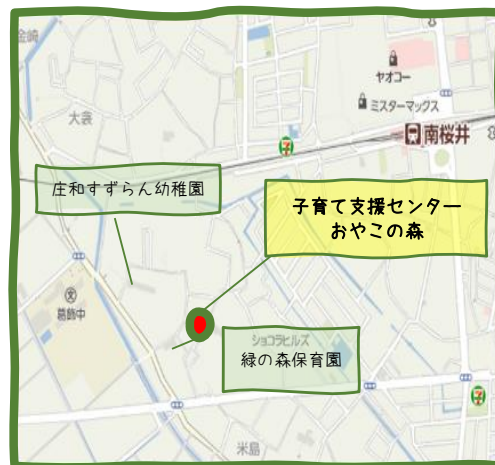 金崎
ヤオコー
ミスターマックス
大衾
南桜井
庄和すずらん幼稚園
子育て支援センター
おやこの森
葛飾中
ショコラヒルズ
緑の森保育園
米島